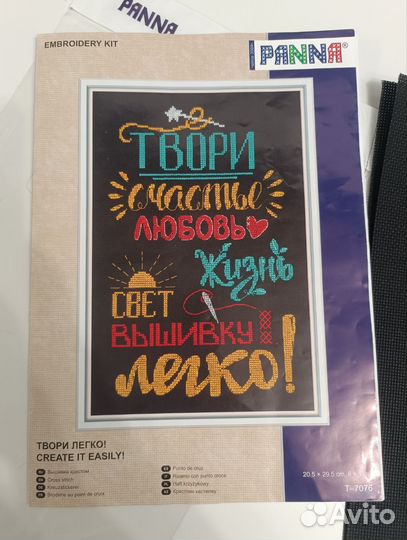 PANNA
EMBROIDERY KIT
PANNA®
ТВОРИ
счастье
ЛЮБОВЬ
Жизнь
СВЕТ
ВЫШИВКУ
легко!
ТВОРИ ЛЕГКО!
CREATE IT EASILY!
Вышивка крестом
Cross stitch
Kreuzstickerei
Broderie au point de croix
Punto de cruz
Ricamo con punto croce
Haft krzyżykowy
20.5 × 29.5 cm,
T-7076
Avito